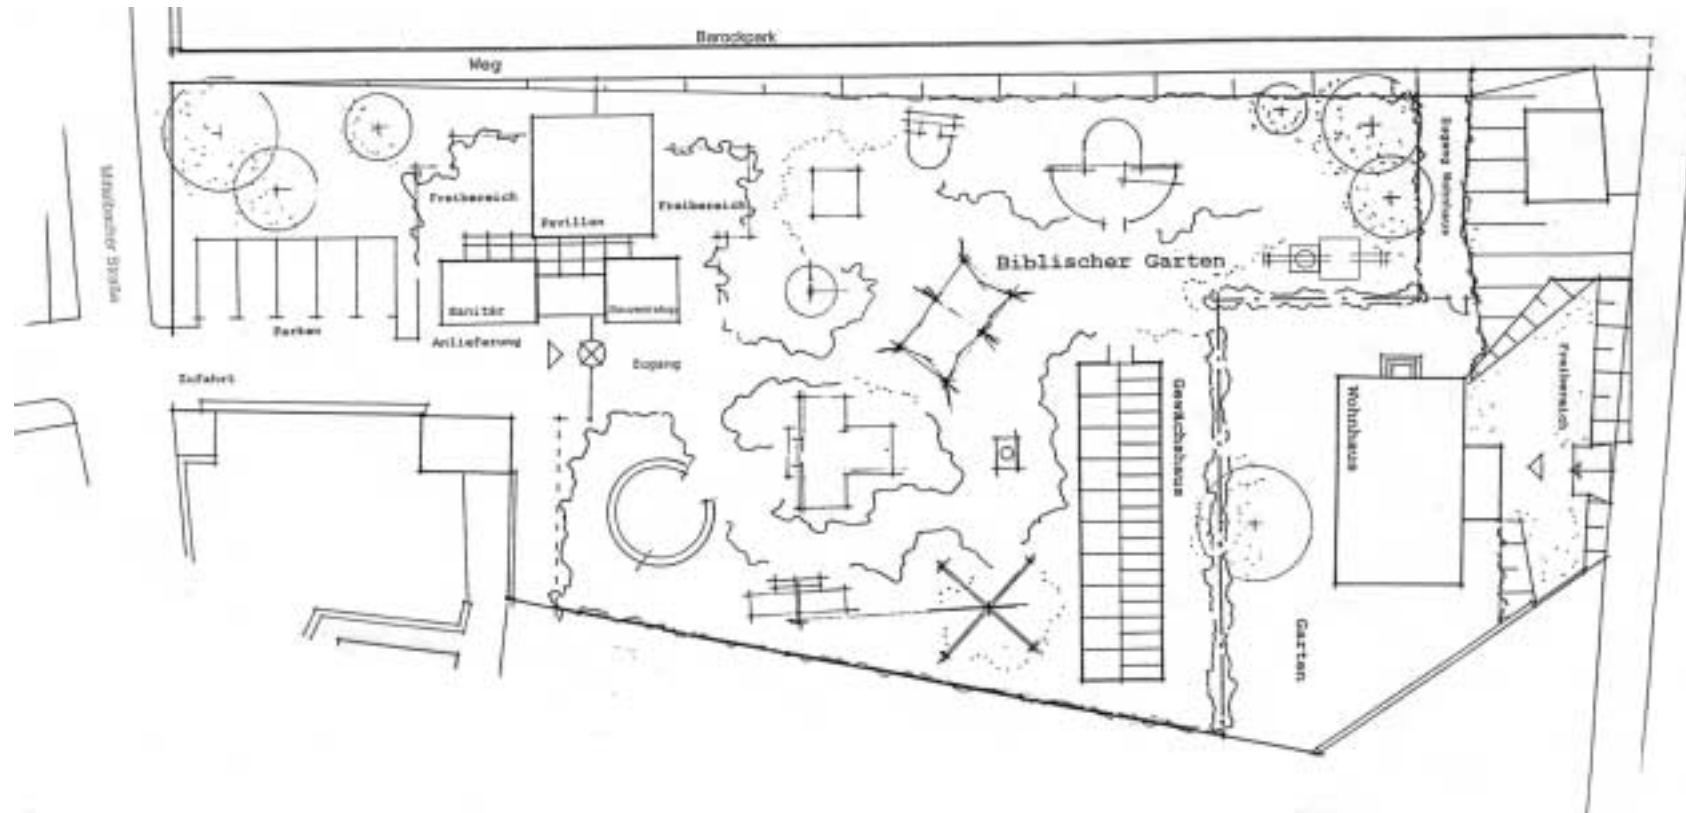 Barockpark
Weg
Freibereich
Pavillon
Freibereich
Biblischer Garten
Sanitär
Parken
Anlieferung
Zugang
Zufahrt
Gewächshaus
Wohnhaus
Freibereich
Garten